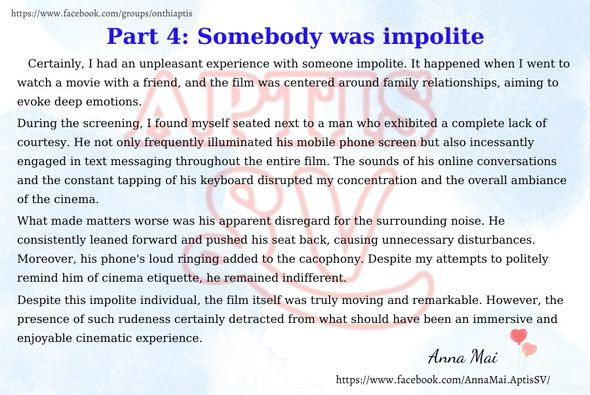 https://www.facebook.com/groups/onthiaptis
Part 4: Somebody was impolite
Certainly, I had an unpleasant experience with someone impolite. It happened when I went to
watch a movie with a friend, and the film was centered around family relationships, aiming to
evoke deep emotions.
During the screening, I found myself seated next to a man who exhibited a complete lack of
courtesy. He not only frequently illuminated his mobile phone screen but also incessantly
engaged in text messaging throughout the entire film. The sounds of his online conversations
and the constant tapping of his keyboard disrupted my concentration and the overall ambiance
of the cinema.
What made matters worse was his apparent disregard for the surrounding noise. He
consistently leaned forward and pushed his seat back, causing unnecessary disturbances.
Moreover, his phone's loud ringing added to the cacophony. Despite my attempts to politely
remind him of cinema etiquette, he remained indifferent.
Despite this impolite individual, the film itself was truly moving and remarkable. However, the
presence of such rudeness certainly detracted from what should have been an immersive and
enjoyable cinematic experience.
Anna Mai
https://www.facebook.com/AnnaMai.AptisSV/
APTIS
SV